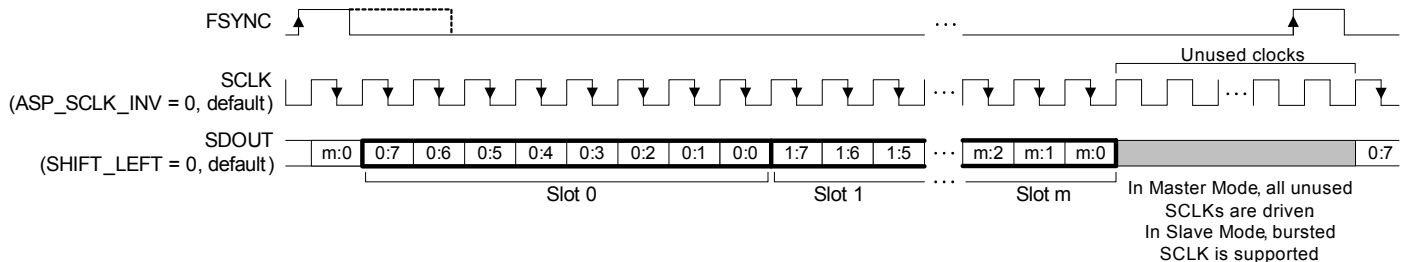 FSYNC
...
Unused clocks
SCLK
(ASP_SCLK_INV = 0, default)
...
...
SDOUT
(SHIFT_LEFT = 0, default)
m:0 0:7 0:6 0:5 0:4 0:3 0:2 0:1 0:0 1:7 1:6 1:5 ... m:2 m:1 m:0 0:7
Slot 0 Slot 1 ... Slot m
In Master Mode, all unused
SCLKs are driven
In Slave Mode, bursted
SCLK is supported